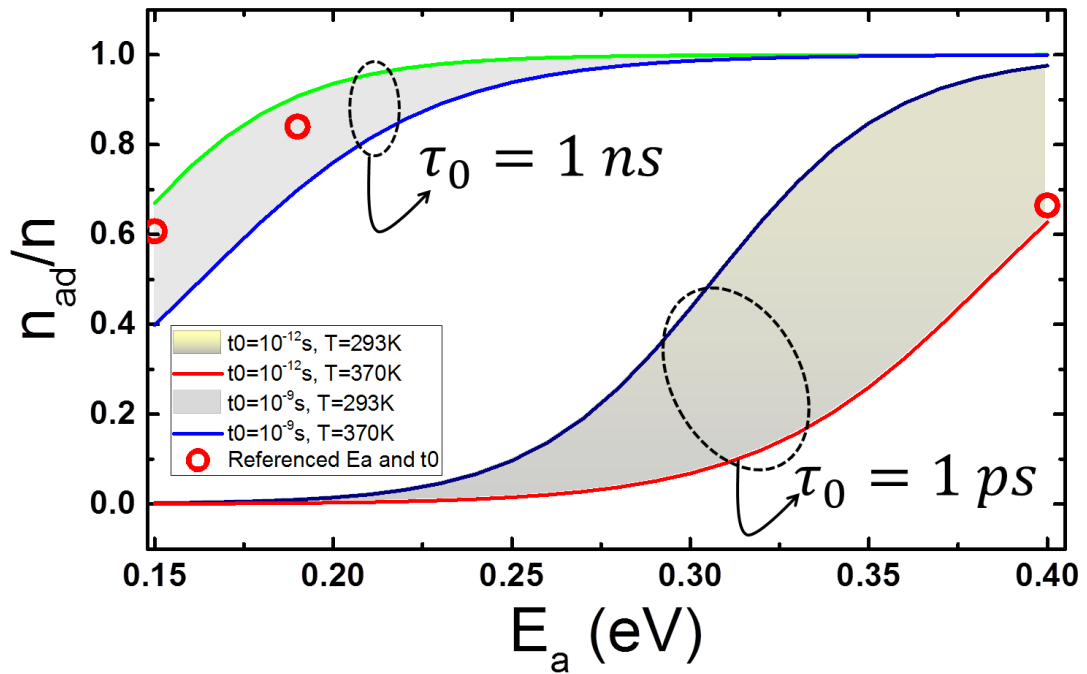 1.0
0.8
0.6
0.4
0.2
0.0
n_ad/n
τ₀ = 1 ns
t0=10⁻¹²s, T=293K
t0=10⁻¹²s, T=370K
t0=10⁻⁹s, T=293K
t0=10⁻⁹s, T=370K
Referenced Ea and t0
τ₀ = 1 ps
0.15 0.20 0.25 0.30 0.35 0.40
Eₐ (eV)